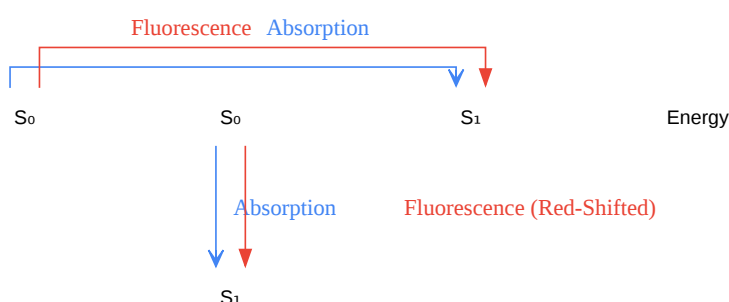 Fluorescence Absorption
S₀ S₀ S₁ Energy
Absorption Fluorescence (Red-Shifted)
S₁